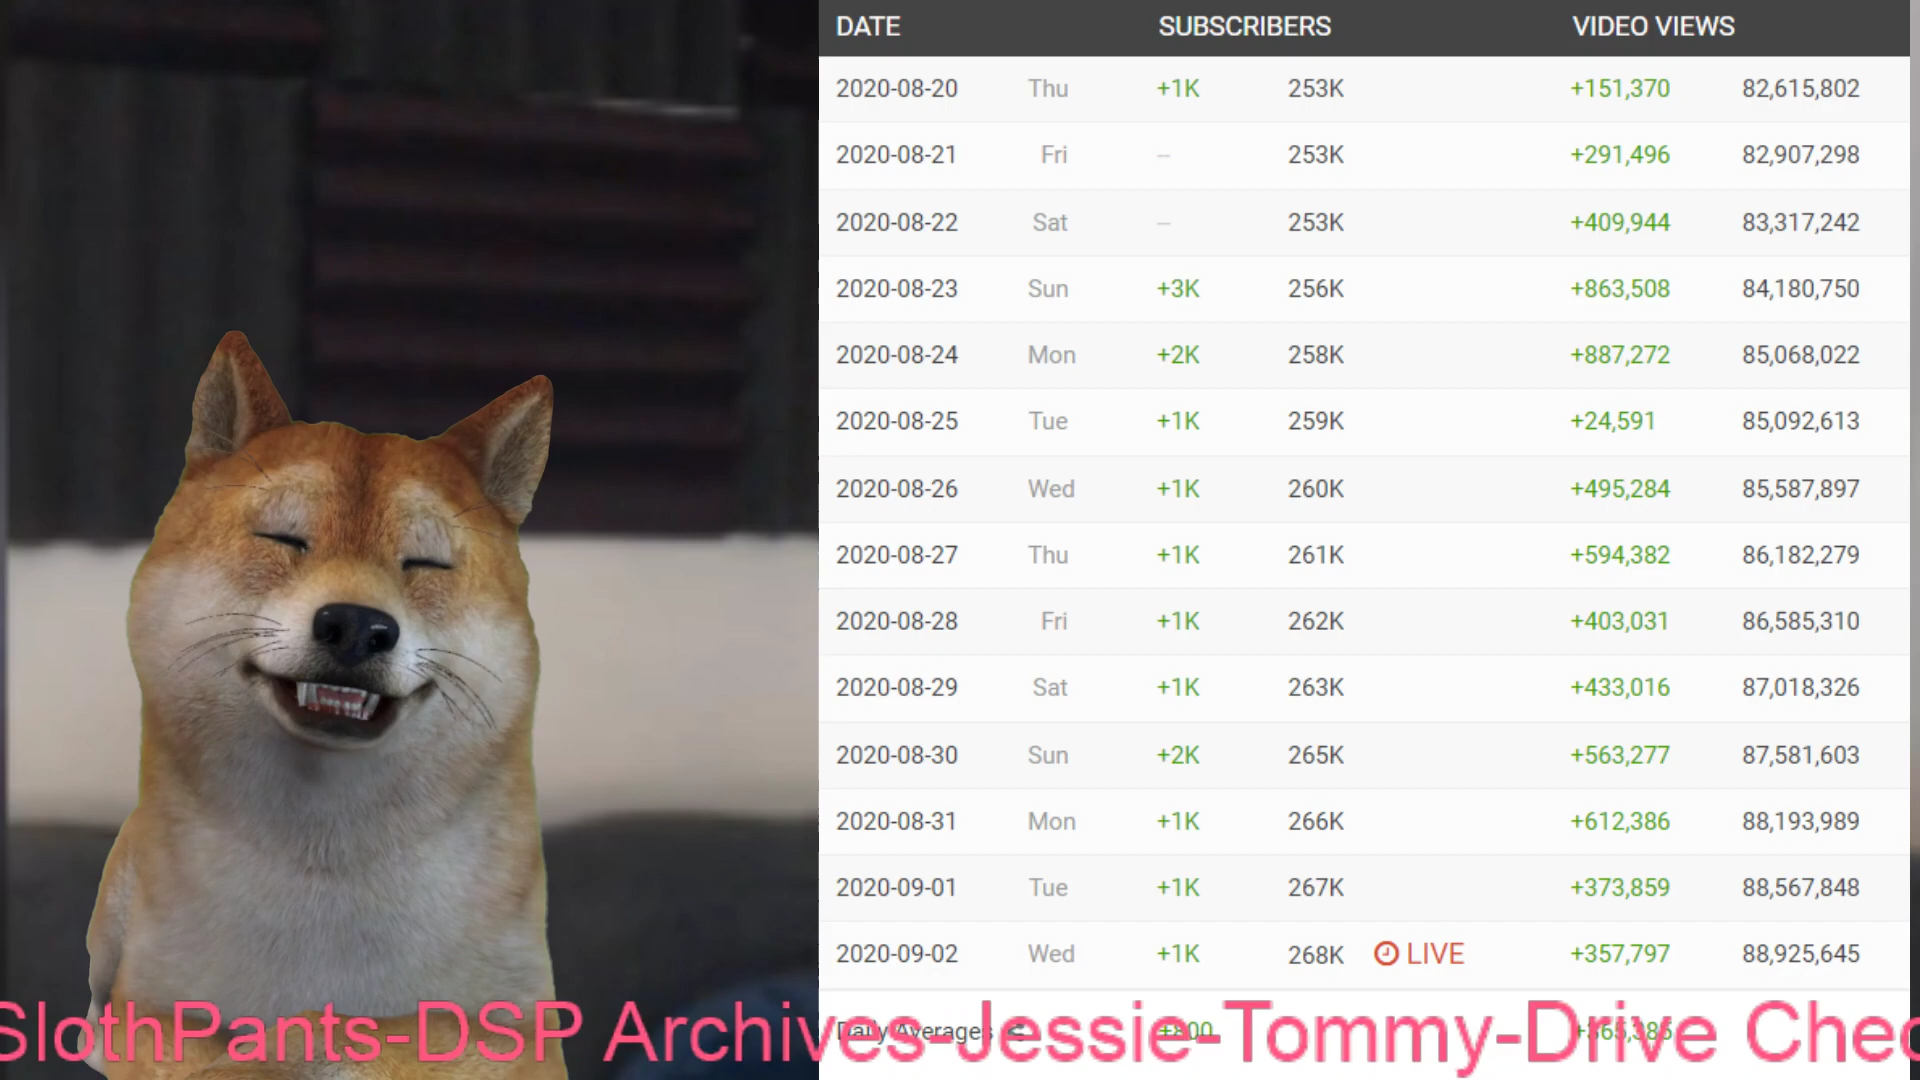 DATE SUBSCRIBERS VIDEO VIEWS
2020-08-20 Thu +1K 253K +151,370 82,615,802
2020-08-21 Fri -- 253K +291,496 82,907,298
2020-08-22 Sat -- 253K +409,944 83,317,242
2020-08-23 Sun +3K 256K +863,508 84,180,750
2020-08-24 Mon +2K 258K +887,272 85,068,022
2020-08-25 Tue +1K 259K +24,591 85,092,613
2020-08-26 Wed +1K 260K +495,284 85,587,897
2020-08-27 Thu +1K 261K +594,382 86,182,279
2020-08-28 Fri +1K 262K +403,031 86,585,310
2020-08-29 Sat +1K 263K +433,016 87,018,326
2020-08-30 Sun +2K 265K +563,277 87,581,603
2020-08-31 Mon +1K 266K +612,386 88,193,989
2020-09-01 Tue +1K 267K +373,859 88,567,848
2020-09-02 Wed +1K 268K LIVE +357,797 88,925,645
Daily Averages +800
SlothPants-DSP Archives-Jessie-Tommy-Drive Chec